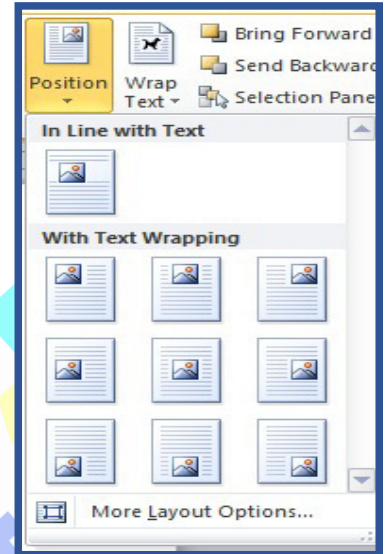 Bring Forward
Send Backward
Position
Wrap
Text
Selection Pane
In Line with Text
With Text Wrapping
More Layout Options...